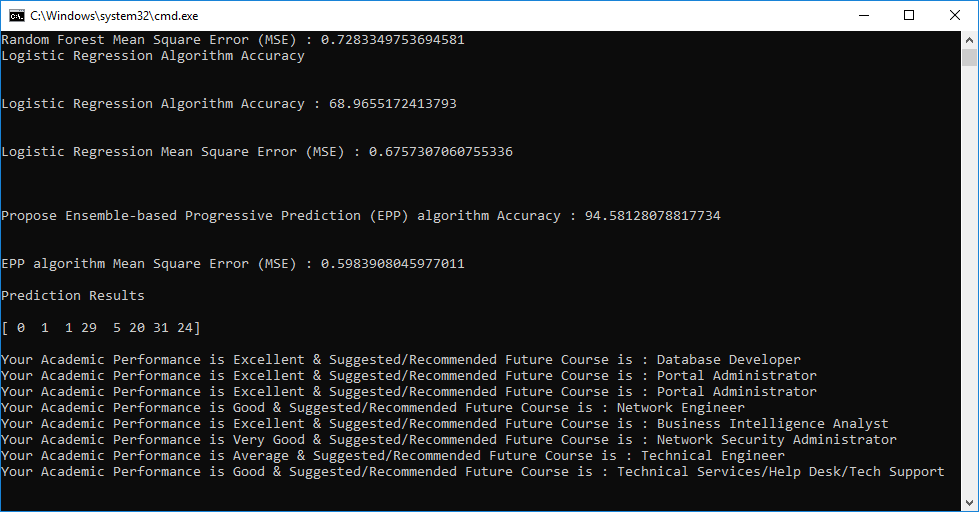 C:\Windows\system32\cmd.exe
Random Forest Mean Square Error (MSE) : 0.7283349753694581
Logistic Regression Algorithm Accuracy
Logistic Regression Algorithm Accuracy : 68.9655172413793
Logistic Regression Mean Square Error (MSE) : 0.6757307060755336
Propose Ensemble-based Progressive Prediction (EPP) algorithm Accuracy : 94.58128078817734
EPP algorithm Mean Square Error (MSE) : 0.5983908045977011
Prediction Results
[ 0  1  1 29  5 20 31 24]
Your Academic Performance is Excellent & Suggested/Recommended Future Course is : Database Developer
Your Academic Performance is Excellent & Suggested/Recommended Future Course is : Portal Administrator
Your Academic Performance is Excellent & Suggested/Recommended Future Course is : Portal Administrator
Your Academic Performance is Good & Suggested/Recommended Future Course is : Network Engineer
Your Academic Performance is Excellent & Suggested/Recommended Future Course is : Business Intelligence Analyst
Your Academic Performance is Very Good & Suggested/Recommended Future Course is : Network Security Administrator
Your Academic Performance is Average & Suggested/Recommended Future Course is : Technical Engineer
Your Academic Performance is Good & Suggested/Recommended Future Course is : Technical Services/Help Desk/Tech Support